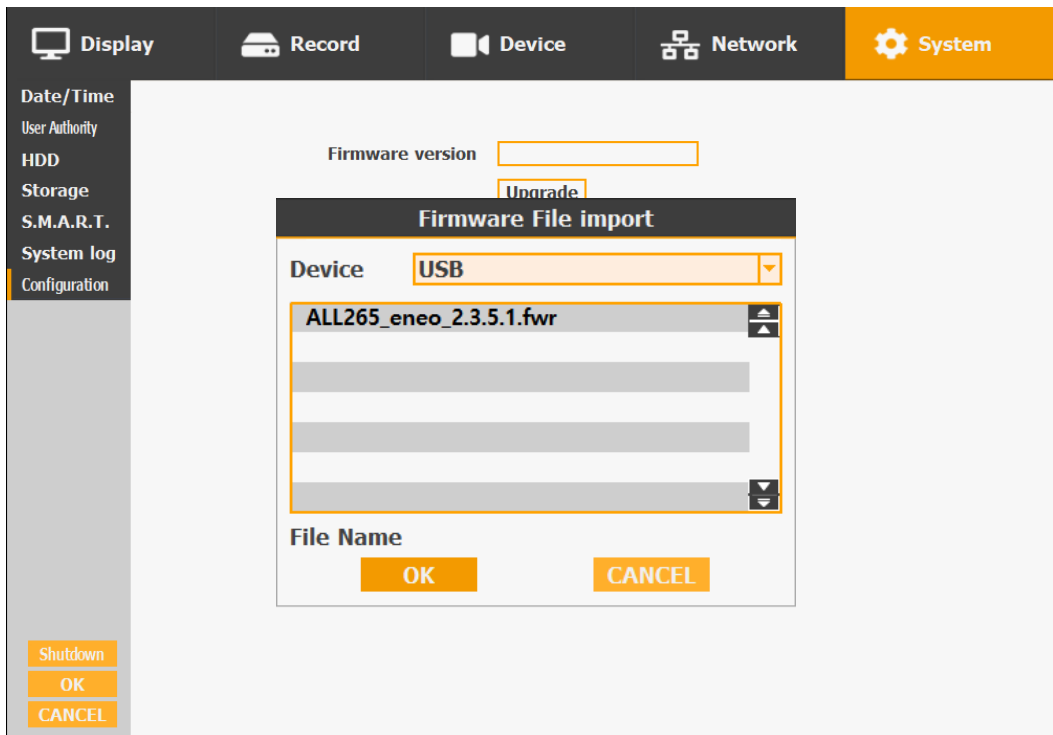 Display Record Device Network System
Date/Time
User Authority
HDD
Storage
S.M.A.R.T.
System log
Configuration
Firmware version
Upgrade
Firmware File import
Device USB
ALL265_eneo_2.3.5.1.fwr
File Name
OK CANCEL
Shutdown
OK
CANCEL